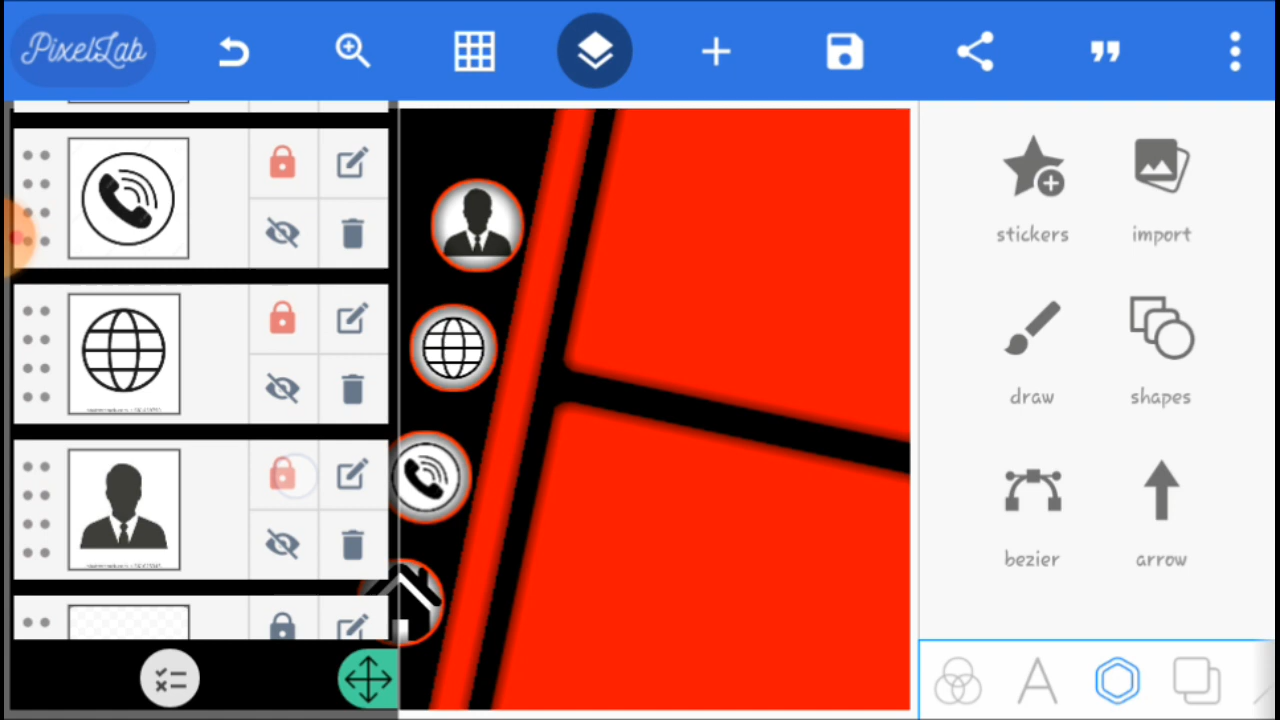 PixelLab
stickers
import
draw
shapes
bezier
arrow